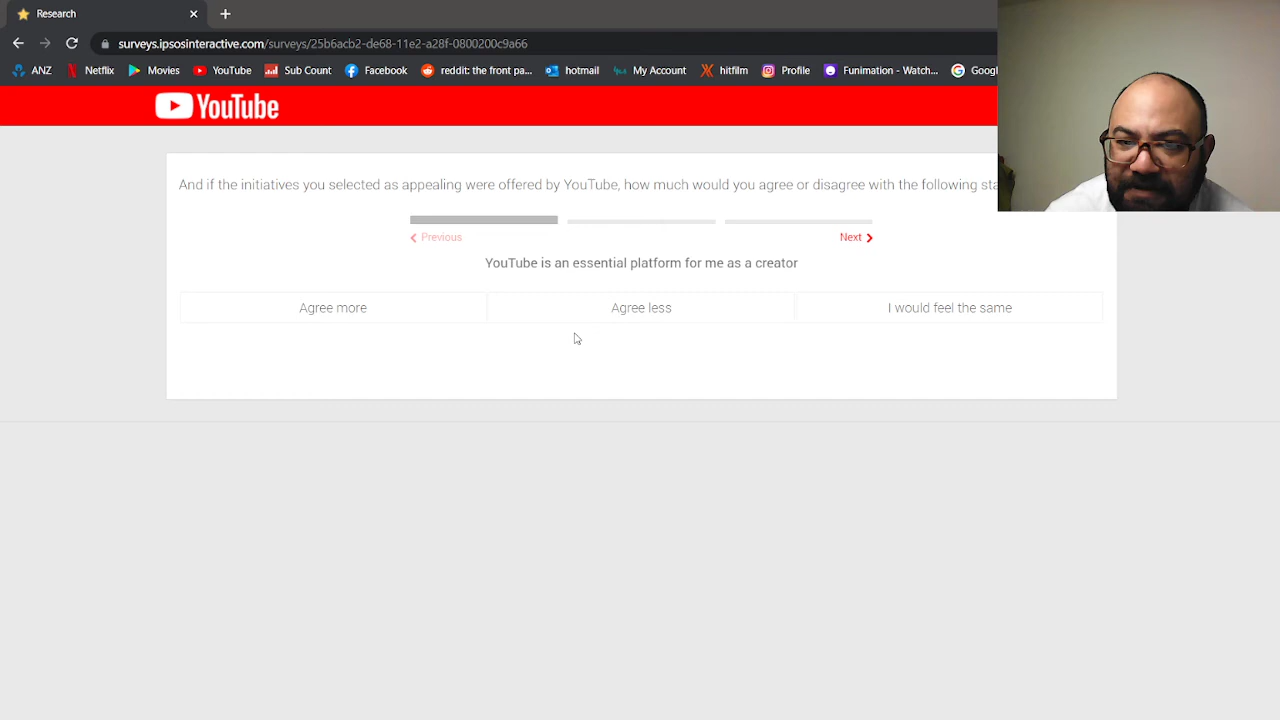 Research
surveys.ipsosinteractive.com/surveys/25b6acb2-de68-11e2-a28f-0800200c9a66
ANZ Netflix Movies YouTube Sub Count Facebook reddit: the front pa... hotmail My Account hitfilm Profile Funimation - Watch... Googl
YouTube
And if the initiatives you selected as appealing were offered by YouTube, how much would you agree or disagree with the following sta
Previous Next
YouTube is an essential platform for me as a creator
Agree more Agree less I would feel the same